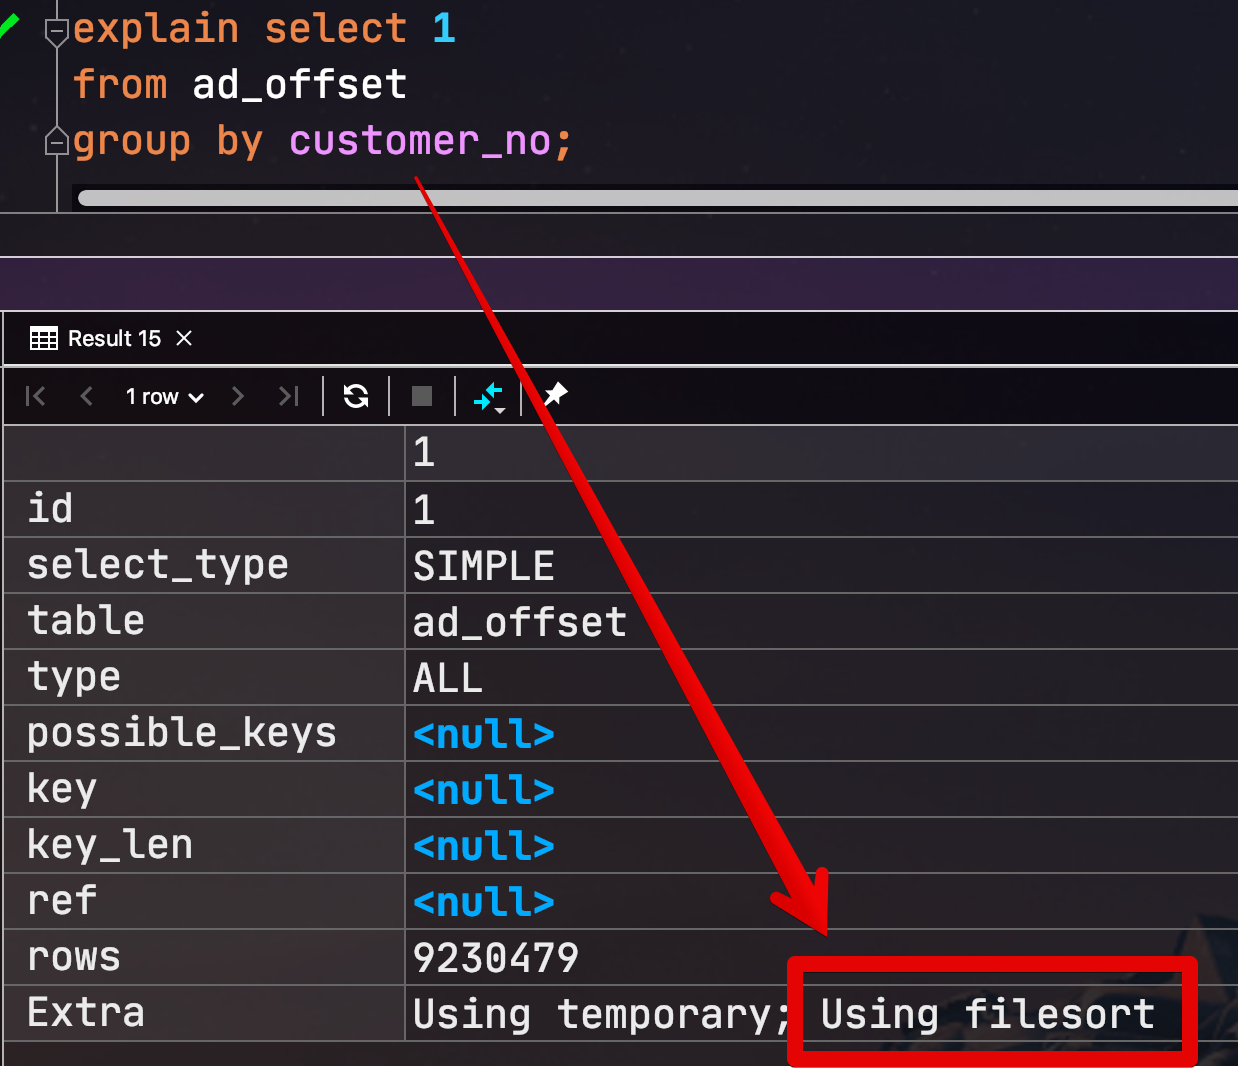 explain select 1
from ad_offset
group by customer_no;
Result 15
1 row
1
id 1
select_type SIMPLE
table ad_offset
type ALL
possible_keys <null>
key <null>
key_len <null>
ref <null>
rows 9230479
Extra Using temporary; Using filesort